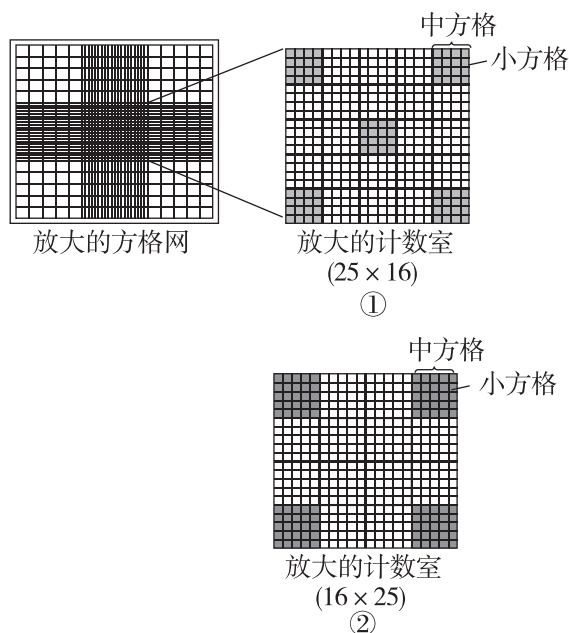 中方格
小方格
放大的方格网
放大的计数室
(25×16)
①
中方格
小方格
放大的计数室
(16×25)
②